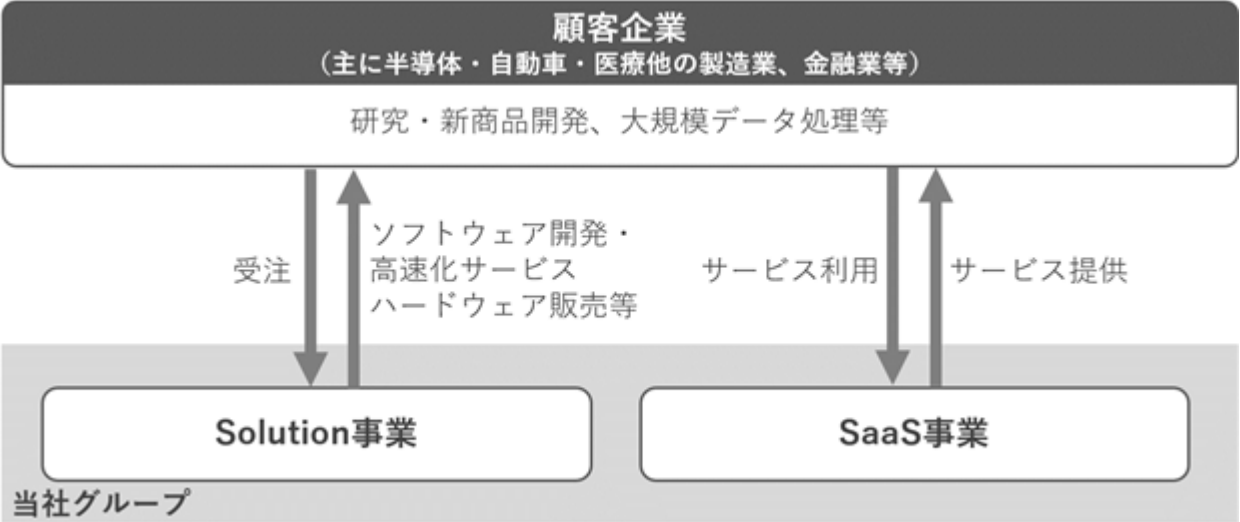 顧客企業
（主に半導体・自動車・医療他の製造業、金融業等）
研究・新商品開発、大規模データ処理等
受注
ソフトウェア開発・
高速化サービス
ハードウェア販売等
サービス利用
サービス提供
Solution事業
SaaS事業
当社グループ